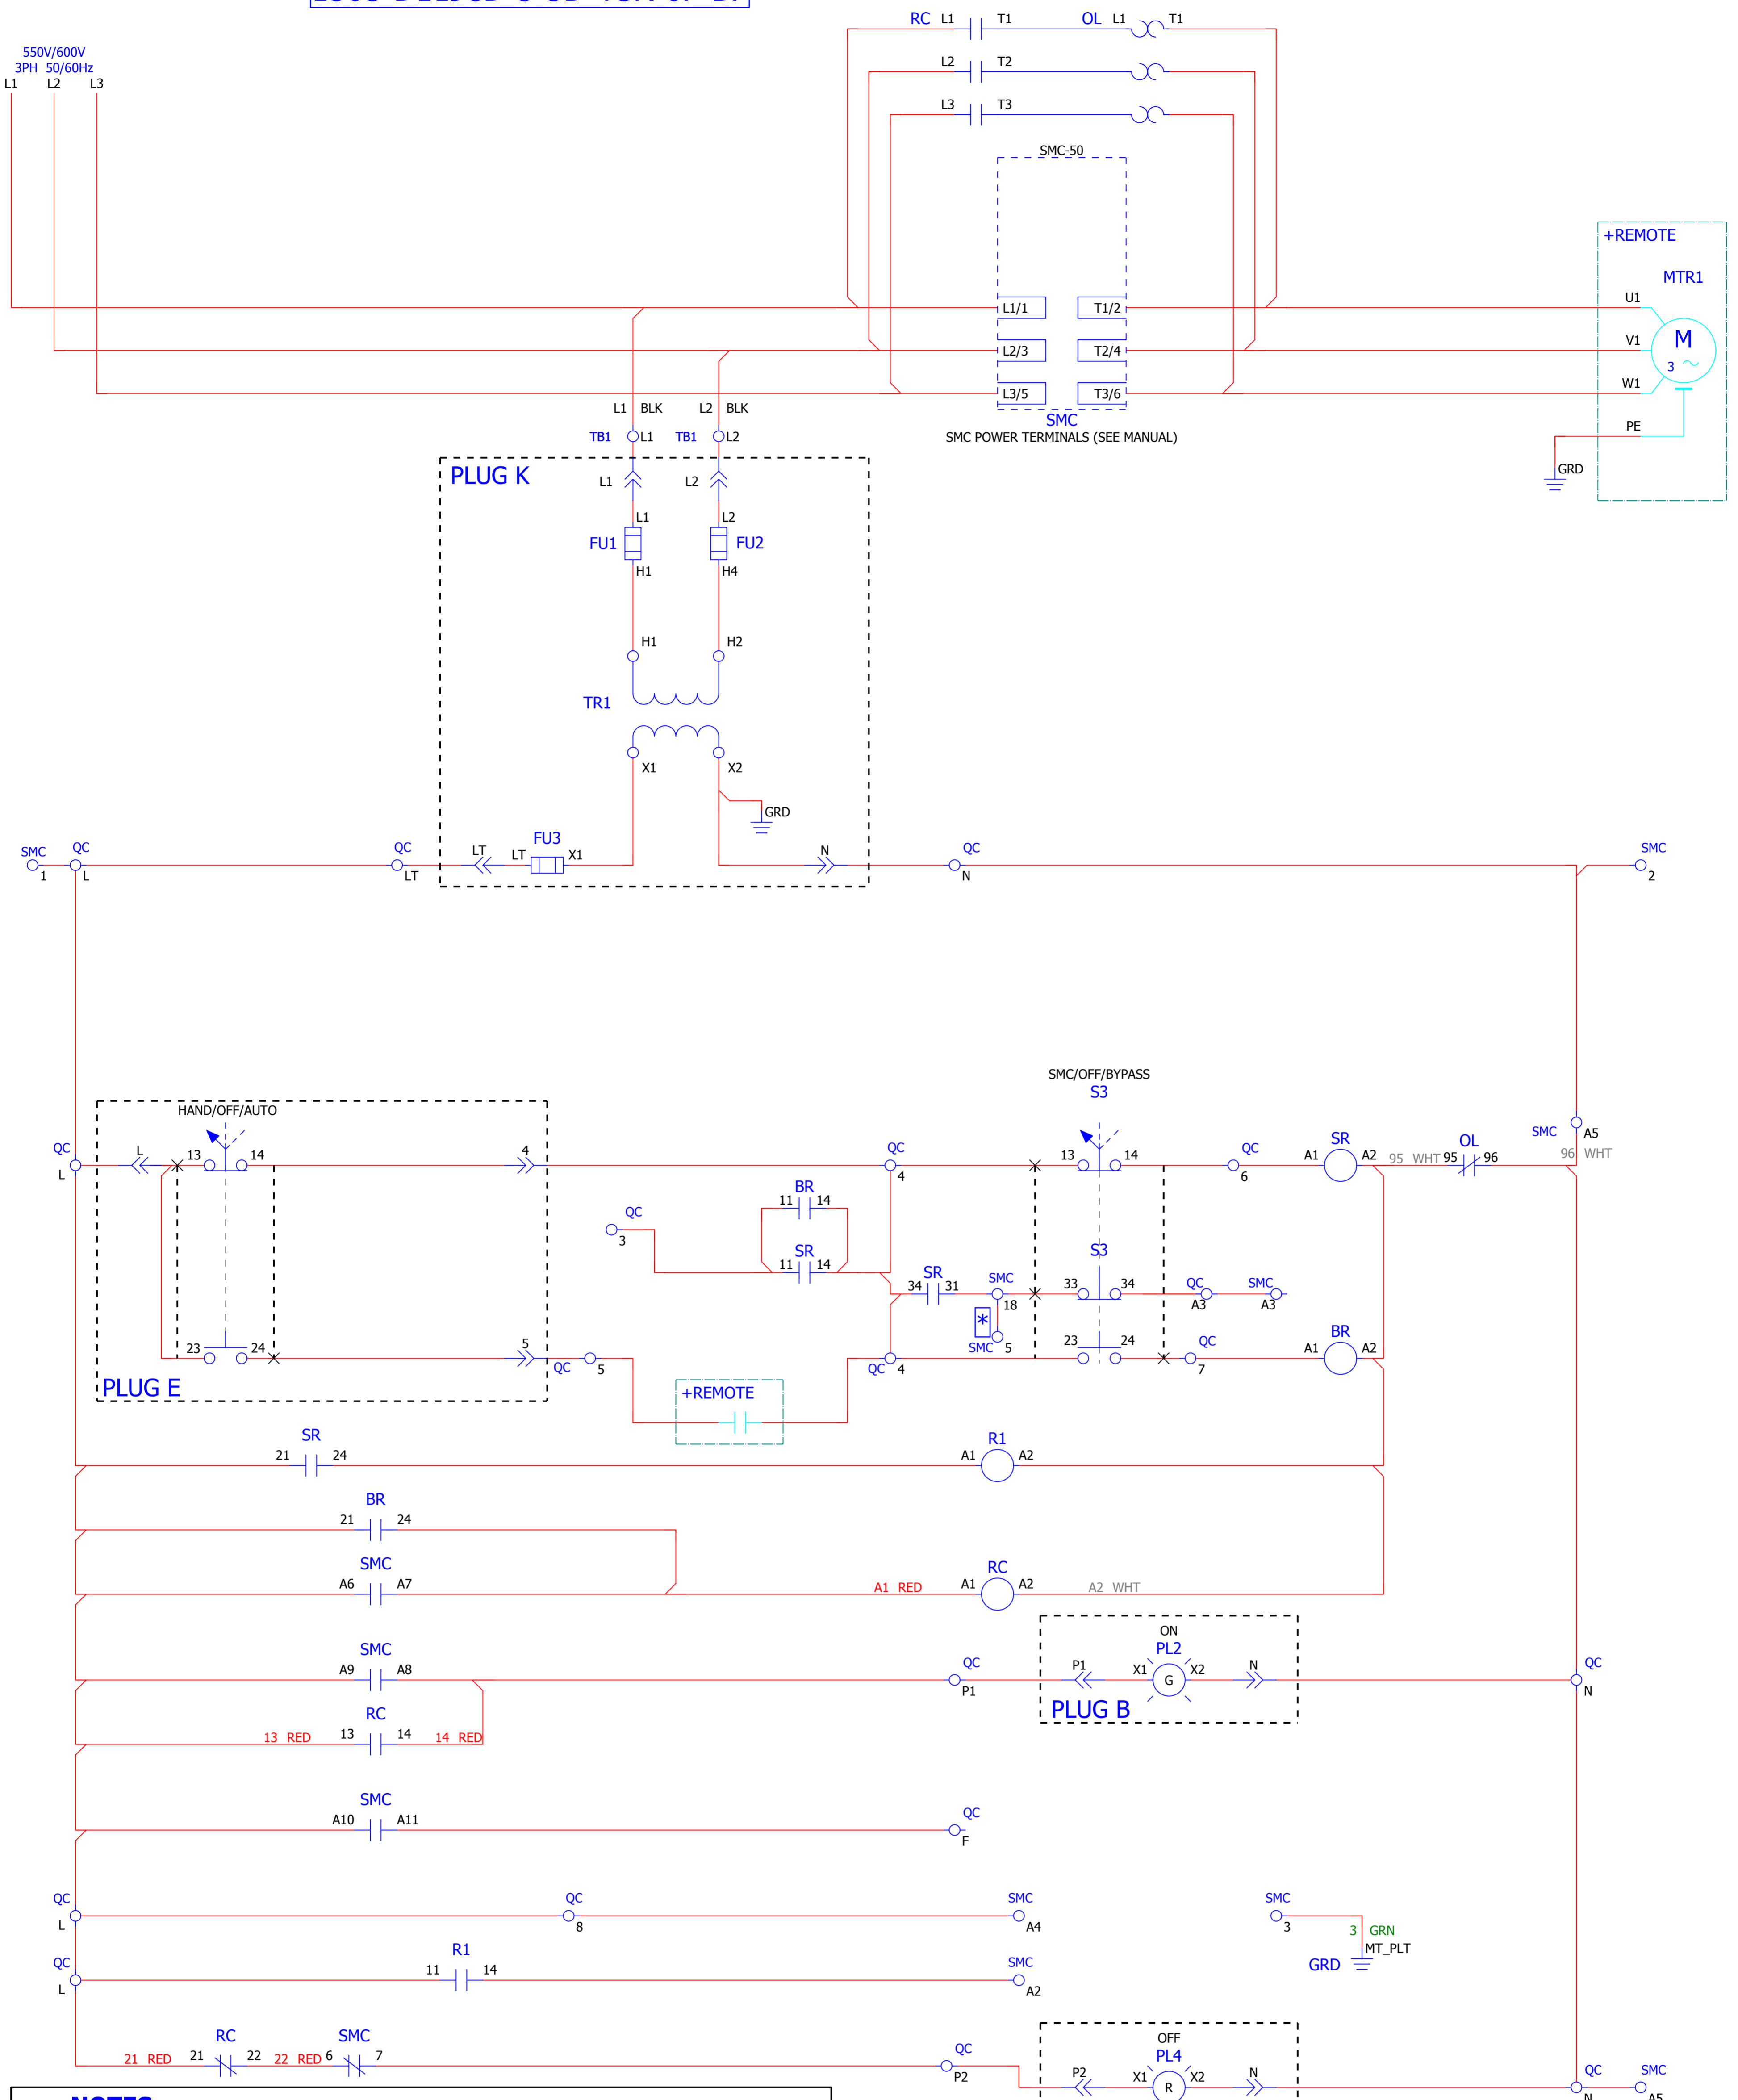 RC L1 T1 OL L1 T1
550V/600V
3PH 50/60Hz
L1 L2 L3
L2 T2
L3 T3
SMC-50
+REMOTE
MTR1
U1
L1/1 T1/2
V1
M
3
L2/3 T2/4
W1
L3/5 T3/6
L1 BLK L2 BLK
SMC
PE
TB1 L1 TB1 L2
SMC POWER TERMINALS (SEE MANUAL)
GRD
PLUG K
L1 L2
L1 L2
FU1 FU2
H1 H4
H1 H2
TR1
X1 X2
GRD
FU3
SMC QC QC LT LT X1 N QC SMC
1 L LT N 2
SMC/OFF/BYPASS
S3
HAND/OFF/AUTO
SMC A5
QC L 13 14 4 QC 13 14 QC SR OL
A1 A2 95 WHT 95 96 96 WHT
L 4 6
BR
11 14
QC
3
SR
11 14
S3
SR
34 31 SMC 33 34 QC SMC
18 A3 A3
*
SMC 5
23 24 5 23 24 QC BR
A1 A2
QC 5 QC 4 7
PLUG E
+REMOTE
SR
21 24
R1
A1 A2
BR
21 24
SMC
A6 A7
RC
A1 RED A1 A2 A2 WHT
ON
SMC
A9 A8
QC P1 PL2 N QC
X1 X2
G
P1 N
PLUG B
RC
13 RED 13 14 14 RED
SMC
A10 A11
QC
F
QC QC SMC SMC
L 8 A4 3
3 GRN
MT_PLT
GRD
QC R1 SMC
11 14
L A2
OFF
RC SMC
21 RED 21 22 22 RED 6 7
QC P2 PL4 N QC SMC
X1 X2
R
P2 N A5